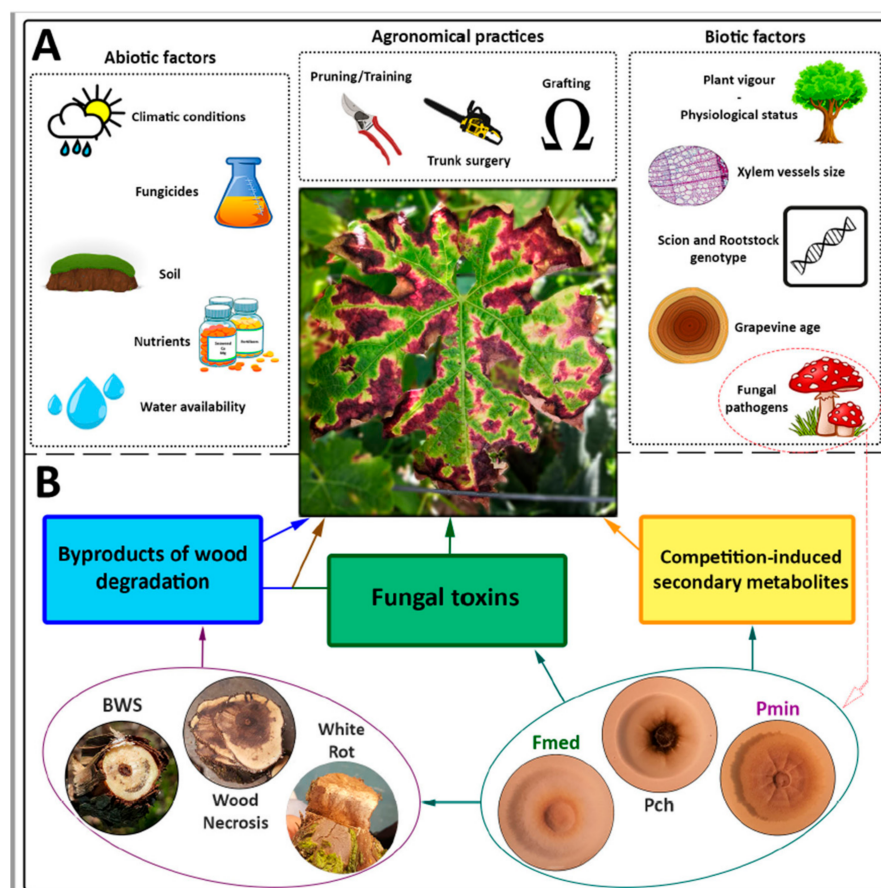 A
Abiotic factors
Climatic conditions
Fungicides
Soil
Nutrients
Water availability
Agronomical practices
Pruning/Training
Grafting
Trunk surgery
Biotic factors
Plant vigour
-
Physiological status
Xylem vessels size
Scion and Rootstock
genotype
Grapevine age
Fungal
pathogens
B
Byproducts of wood
degradation
Fungal toxins
Competition-induced
secondary metabolites
BWS
Wood
Necrosis
White
Rot
Fmed
Pch
Pmin